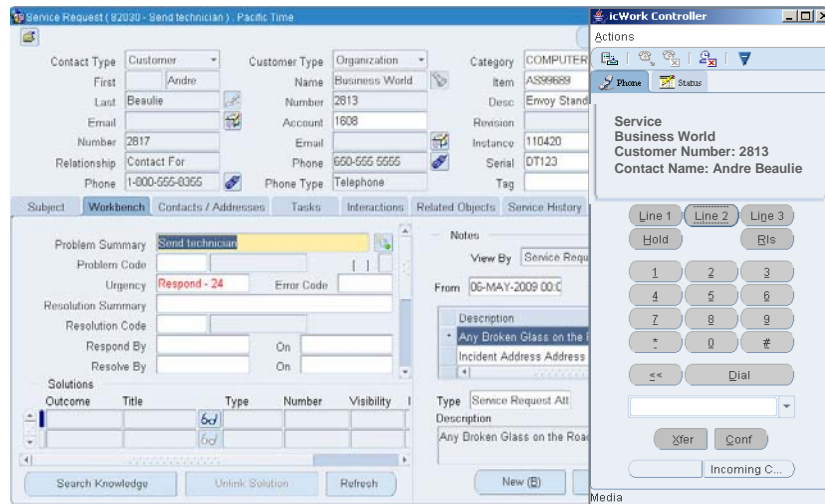 Service Request ( 82030 - Send technician ) : Pacific Time
Contact Type Customer Customer Type Organization Category COMPUTER
First Andre Name Business World Item AS99689
Last Beaulie Number 2813 Desc Envoy Stand
Email Account 1608 Revision
Number 2817 Email Instance 110420
Relationship Contact For Phone 650-555-5555 Serial DT123
Phone 1-800-555-8355 Phone Type Telephone Tag
Subject Workbench Contacts / Addresses Tasks Interactions Related Objects Service History
Problem Summary Send technician
Problem Code [ ]
Urgency Respond - 24 Error Code
Resolution Summary
Resolution Code
Respond By On
Resolve By On
Solutions
Outcome Title Type Number Visibility
Search Knowledge Unlink Solution Refresh
Notes
View By Service Requ
From 06-MAY-2009 00:0
Description
Any Broken Glass on the
Incident Address Address
Type Service Request Att
Description
Any Broken Glass on the Road
New (B)
icWork Controller
Actions
Phone Status
Service
Business World
Customer Number: 2813
Contact Name: Andre Beaulie
Line 1 Line 2 Line 3
Hold Rls
1 2 3
4 5 6
7 8 9
* 0 #
<< Dial
Xfer Conf
Incoming C...
Media